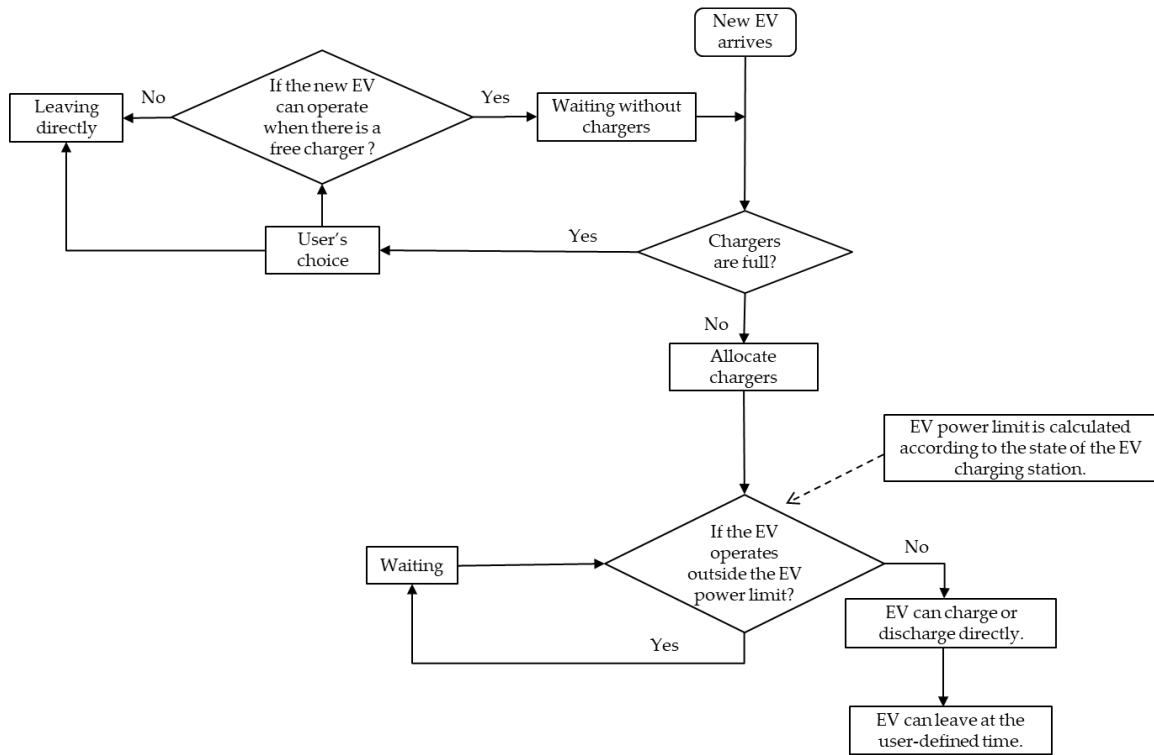 New EV
arrives
If the new EV
can operate
when there is a
free charger ?
No
Yes
Leaving
directly
Waiting without
chargers
User's
choice
Yes
Chargers
are full?
No
Allocate
chargers
EV power limit is calculated
according to the state of the EV
charging station.
If the EV
operates
outside the EV
power limit?
No
Waiting
Yes
EV can charge or
discharge directly.
EV can leave at the
user-defined time.